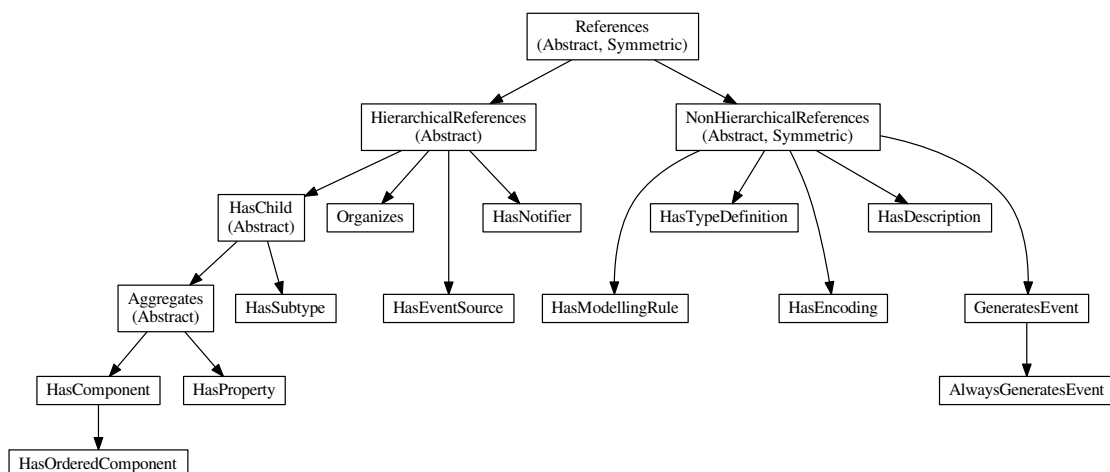 References
(Abstract, Symmetric)
HierarchicalReferences
(Abstract)
NonHierarchicalReferences
(Abstract, Symmetric)
HasChild
(Abstract)
Organizes
HasNotifier
HasTypeDefinition
HasDescription
Aggregates
(Abstract)
HasSubtype
HasEventSource
HasModellingRule
HasEncoding
GeneratesEvent
HasComponent
HasProperty
AlwaysGeneratesEvent
HasOrderedComponent